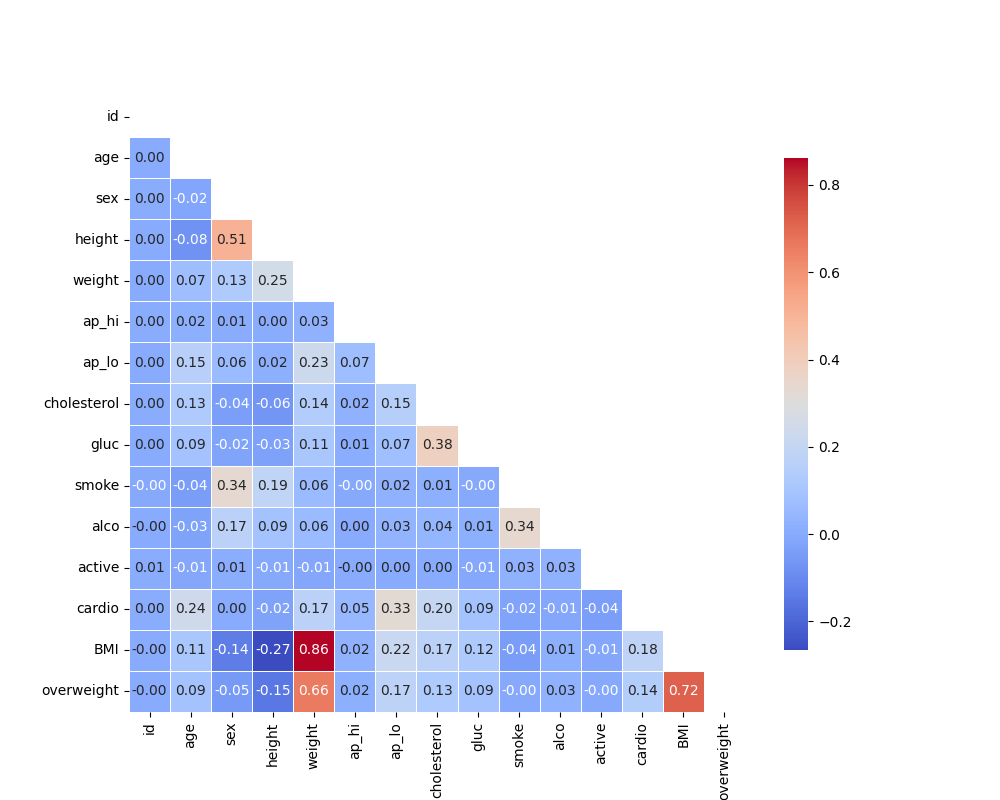 id
age 0.00
sex 0.00 -0.02
height 0.00 -0.08 0.51
weight 0.00 0.07 0.13 0.25
ap_hi 0.00 0.02 0.01 0.00 0.03
ap_lo 0.00 0.15 0.06 0.02 0.23 0.07
cholesterol 0.00 0.13 -0.04 -0.06 0.14 0.02 0.15
gluc 0.00 0.09 -0.02 -0.03 0.11 0.01 0.07 0.38
smoke -0.00 -0.04 0.34 0.19 0.06 -0.00 0.02 0.01 -0.00
alco -0.00 -0.03 0.17 0.09 0.06 0.00 0.03 0.04 0.01 0.34
active 0.01 -0.01 0.01 -0.01 -0.01 -0.00 0.00 0.00 -0.01 0.03 0.03
cardio 0.00 0.24 0.00 -0.02 0.17 0.05 0.33 0.20 0.09 -0.02 -0.01 -0.04
BMI -0.00 0.11 -0.14 -0.27 0.86 0.02 0.22 0.17 0.12 -0.04 0.01 -0.01 0.18
overweight -0.00 0.09 -0.05 -0.15 0.66 0.02 0.17 0.13 0.09 -0.00 0.03 -0.00 0.14 0.72
id age sex height weight ap_hi ap_lo cholesterol gluc smoke alco active cardio BMI overweight
0.8
0.6
0.4
0.2
0.0
−0.2